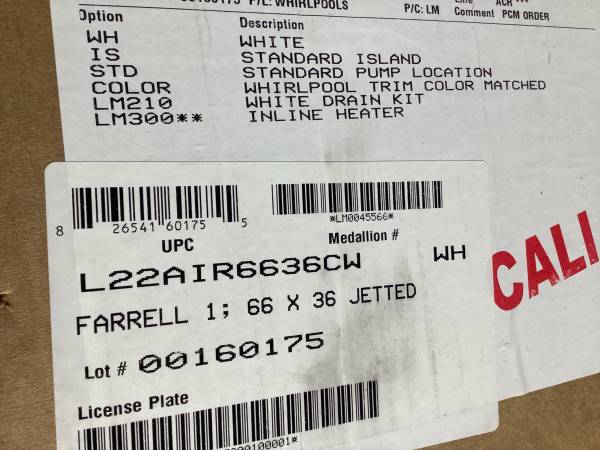 P/L: WHIRLPOOLS P/C: LM
Comment PCM ORDER
Option Description
WH WHITE
IS STANDARD ISLAND
STD STANDARD PUMP LOCATION
COLOR WHIRLPOOL TRIM COLOR MATCHED
LM210 WHITE DRAIN KIT
LM300** INLINE HEATER
8 26541 60175 5
UPC
*LM0045566*
Medallion #
L22AIR6636CW WH
FARRELL 1; 66 X 36 JETTED
Lot # 00160175
License Plate
CALI